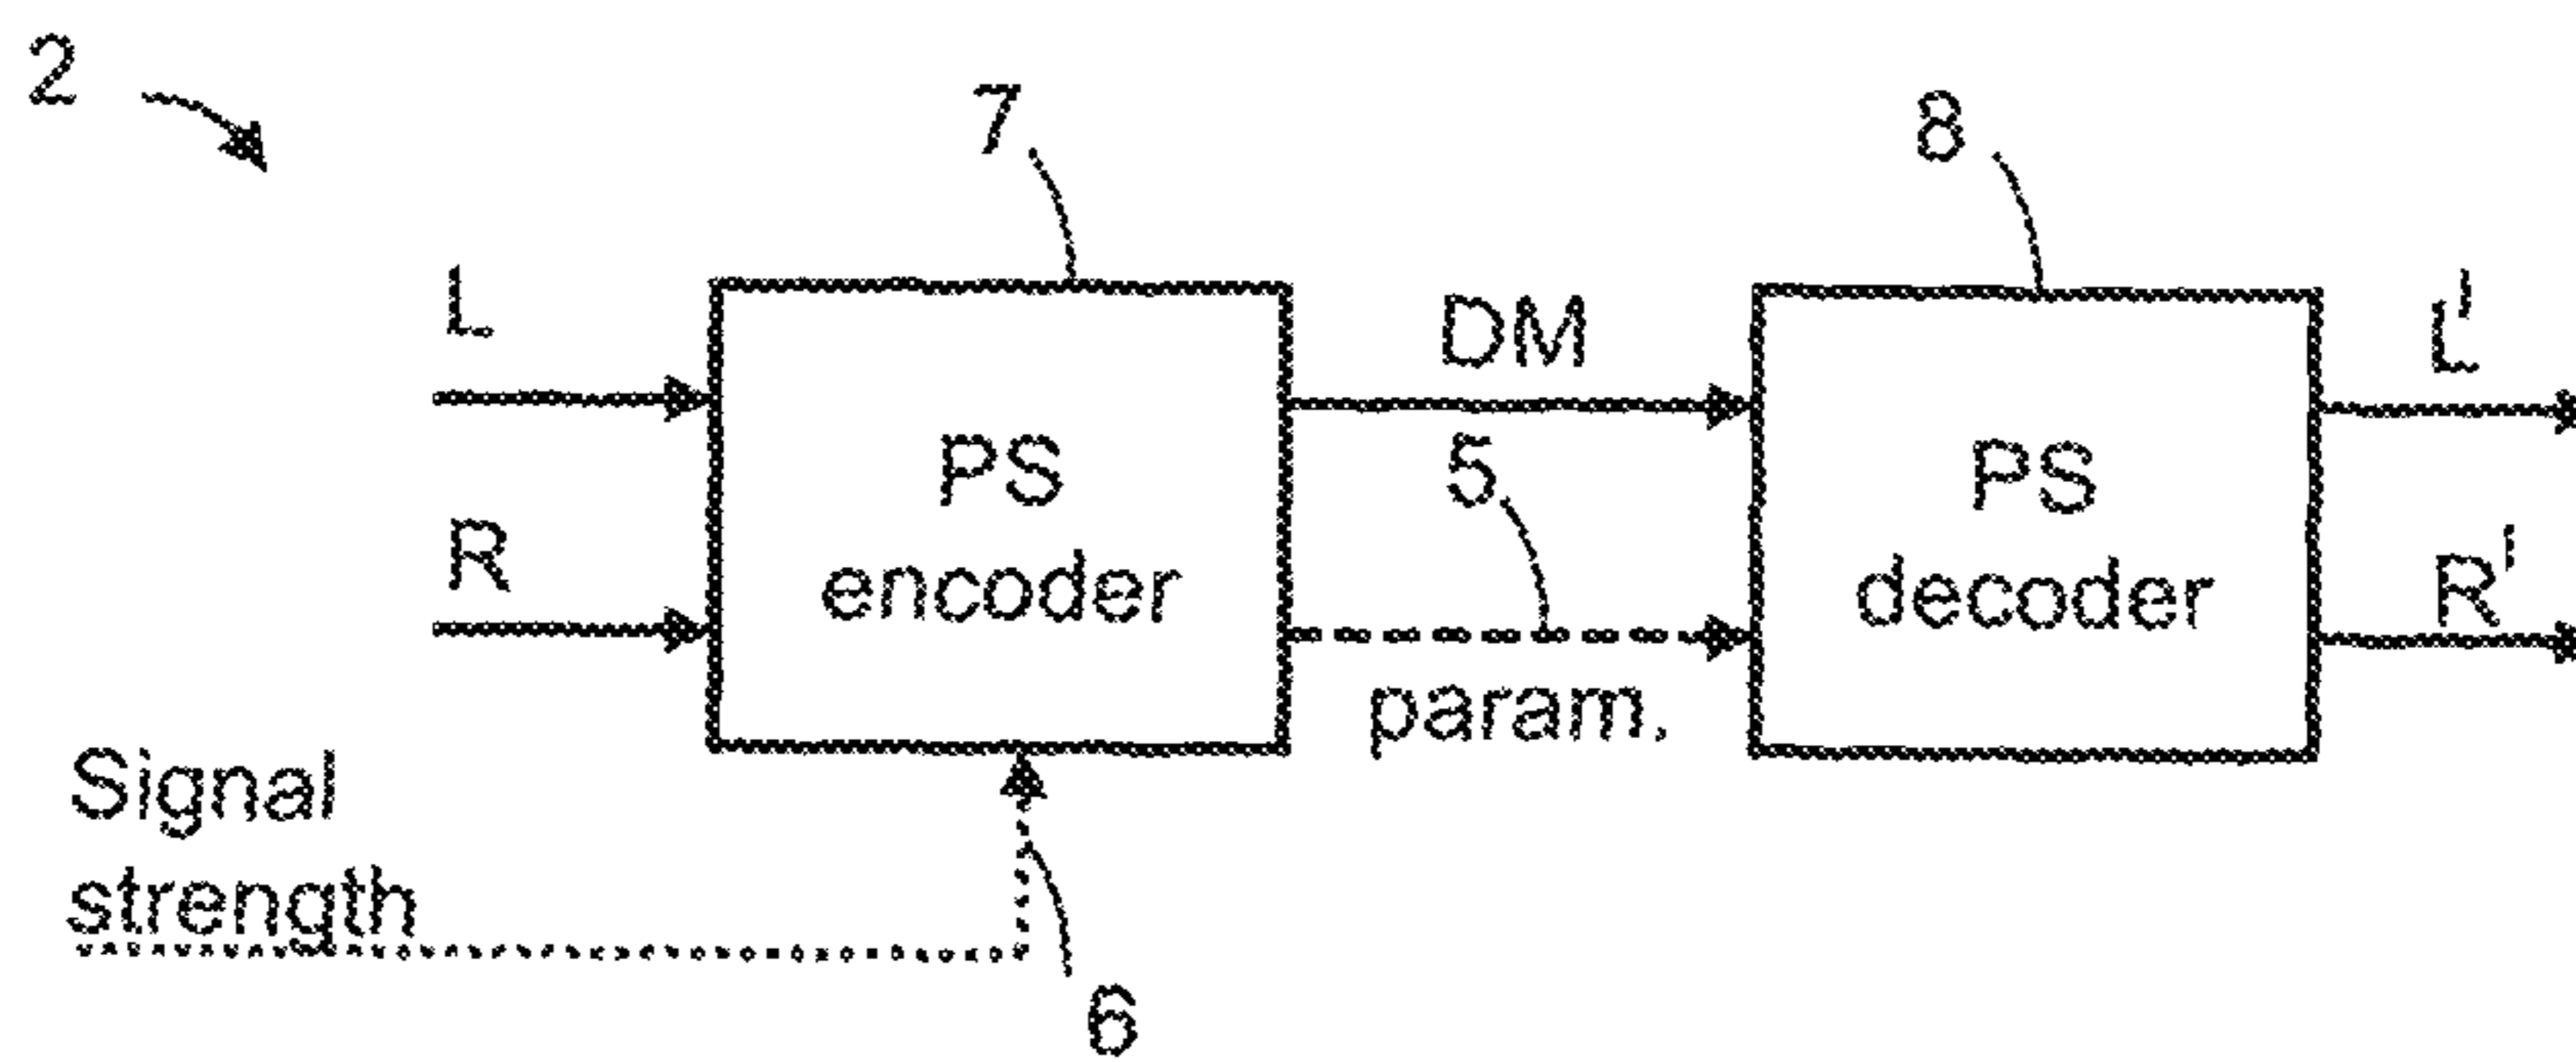 2
7
8
L
DM
L'
PS
encoder
5
PS
decoder
R
R'
param.
Signal
strength
6